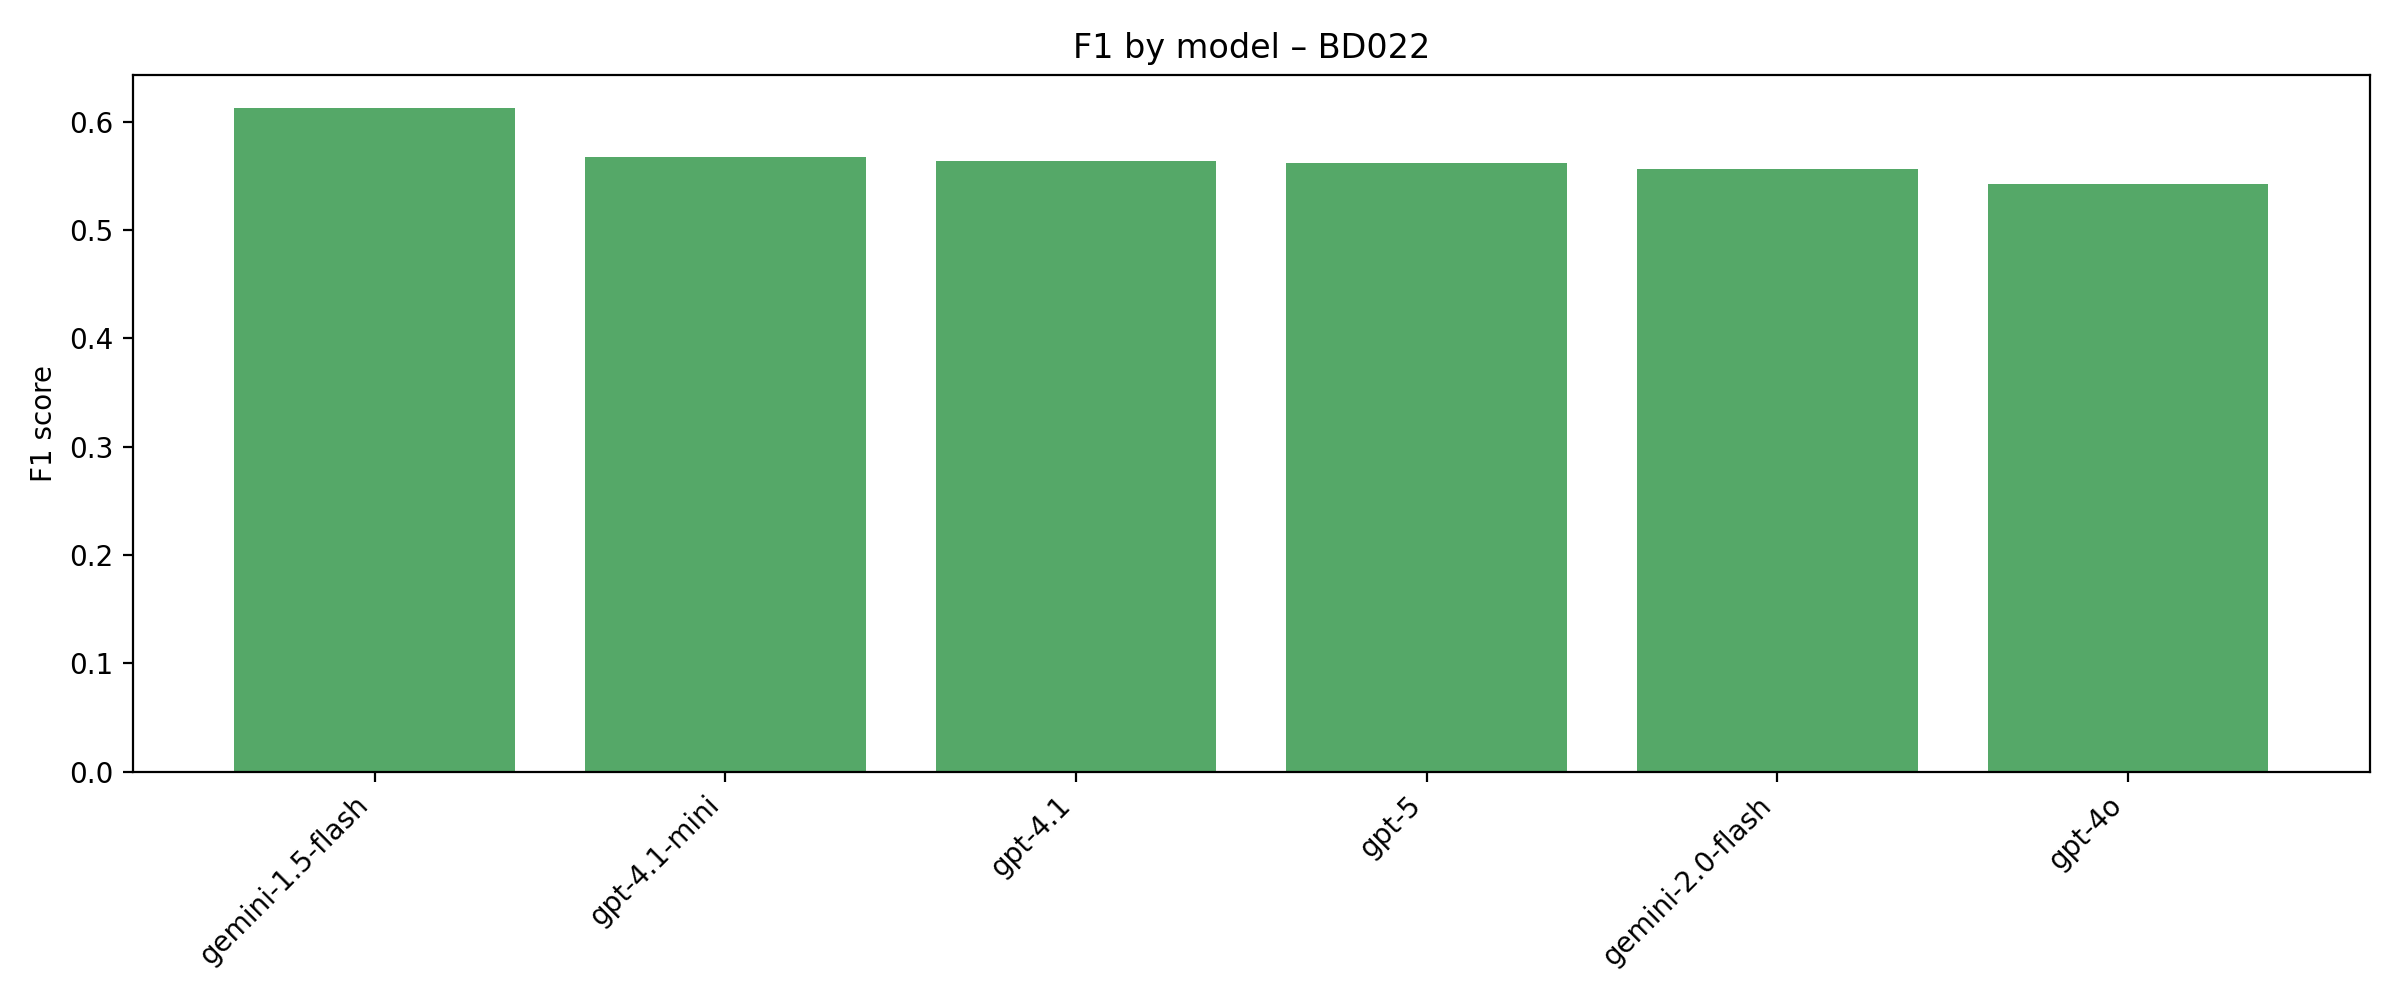 F1 by model – BD022
F1 score
0.6
0.5
0.4
0.3
0.2
0.1
0.0
gemini-1.5-flash
gpt-4.1-mini
gpt-4.1
gpt-5
gemini-2.0-flash
gpt-4o